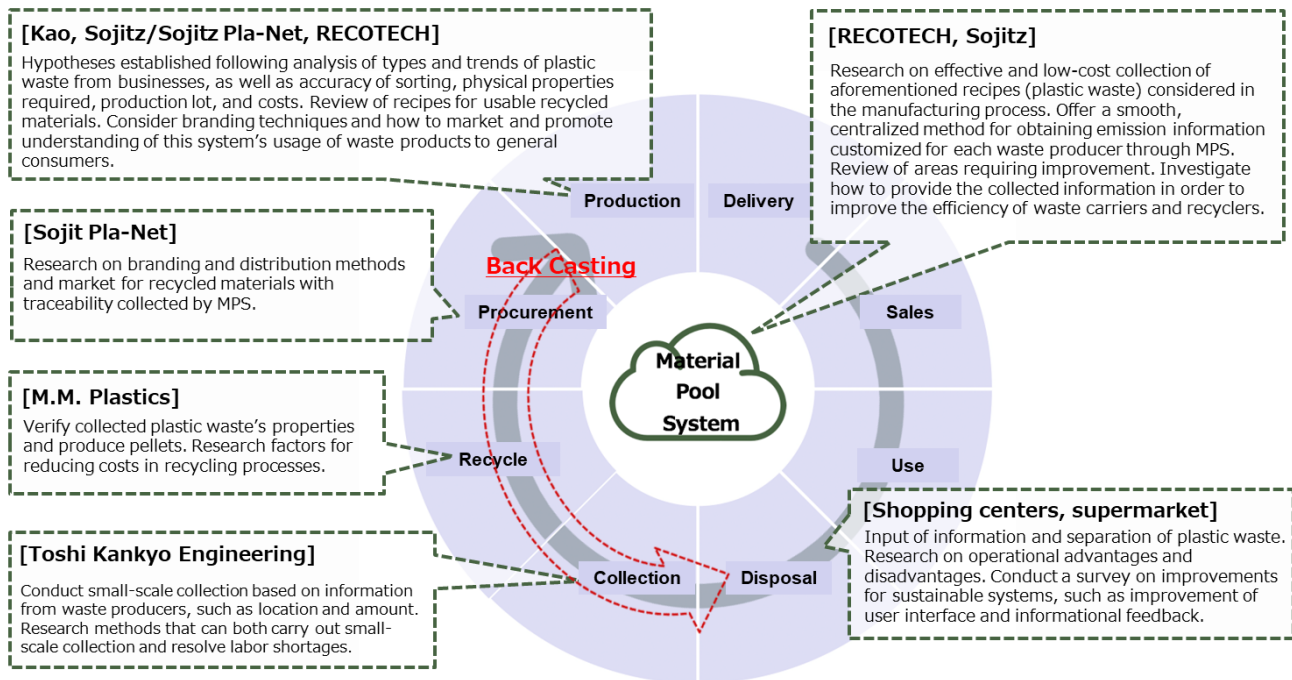 [Kao, Sojitz/Sojitz Pla-Net, RECOTECH]
Hypotheses established following analysis of types and trends of plastic
waste from businesses, as well as accuracy of sorting, physical properties
required, production lot, and costs. Review of recipes for usable recycled
materials. Consider branding techniques and how to market and promote
understanding of this system’s usage of waste products to general
consumers.
[RECOTECH, Sojitz]
Research on effective and low-cost collection of
aforementioned recipes (plastic waste) considered
in the manufacturing process. Offer a smooth,
centralized method for obtaining emission information
customized for each waste producer through MPS.
Review of areas requiring improvement. Investigate
how to provide the collected information in order to
improve the efficiency of waste carriers and recyclers.
Production
Delivery
[Sojit Pla-Net]
Research on branding and distribution methods
and market for recycled materials with
traceability collected by MPS.
Back Casting
Procurement
Sales
Material
Pool
System
[M.M. Plastics]
Verify collected plastic waste’s properties
and produce pellets. Research factors for
reducing costs in recycling processes.
Recycle
Use
[Shopping centers, supermarket]
Input of information and separation of plastic waste.
Research on operational advantages and
disadvantages. Conduct a survey on improvements
for sustainable systems, such as improvement of
user interface and informational feedback.
[Toshi Kankyo Engineering]
Conduct small-scale collection based on information
from waste producers, such as location and amount.
Research methods that can both carry out small-
scale collection and resolve labor shortages.
Collection
Disposal